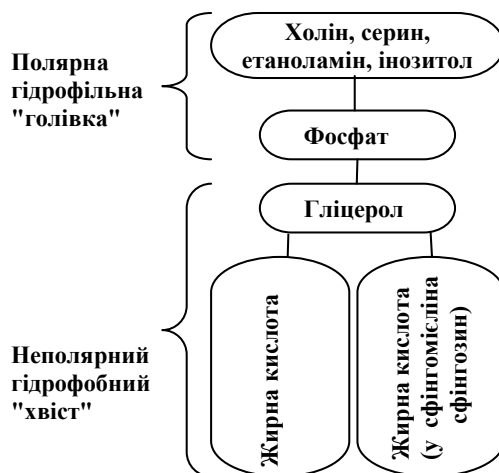 Холін, серин,
етаноламін, інозитол
Полярна
гідрофільна
"голівка"
Фосфат
Гліцерол
Неполярний
гідрофобний
"хвіст"
Жирна кислота
Жирна кислота
(у сфінгомієліна
сфінгозин)